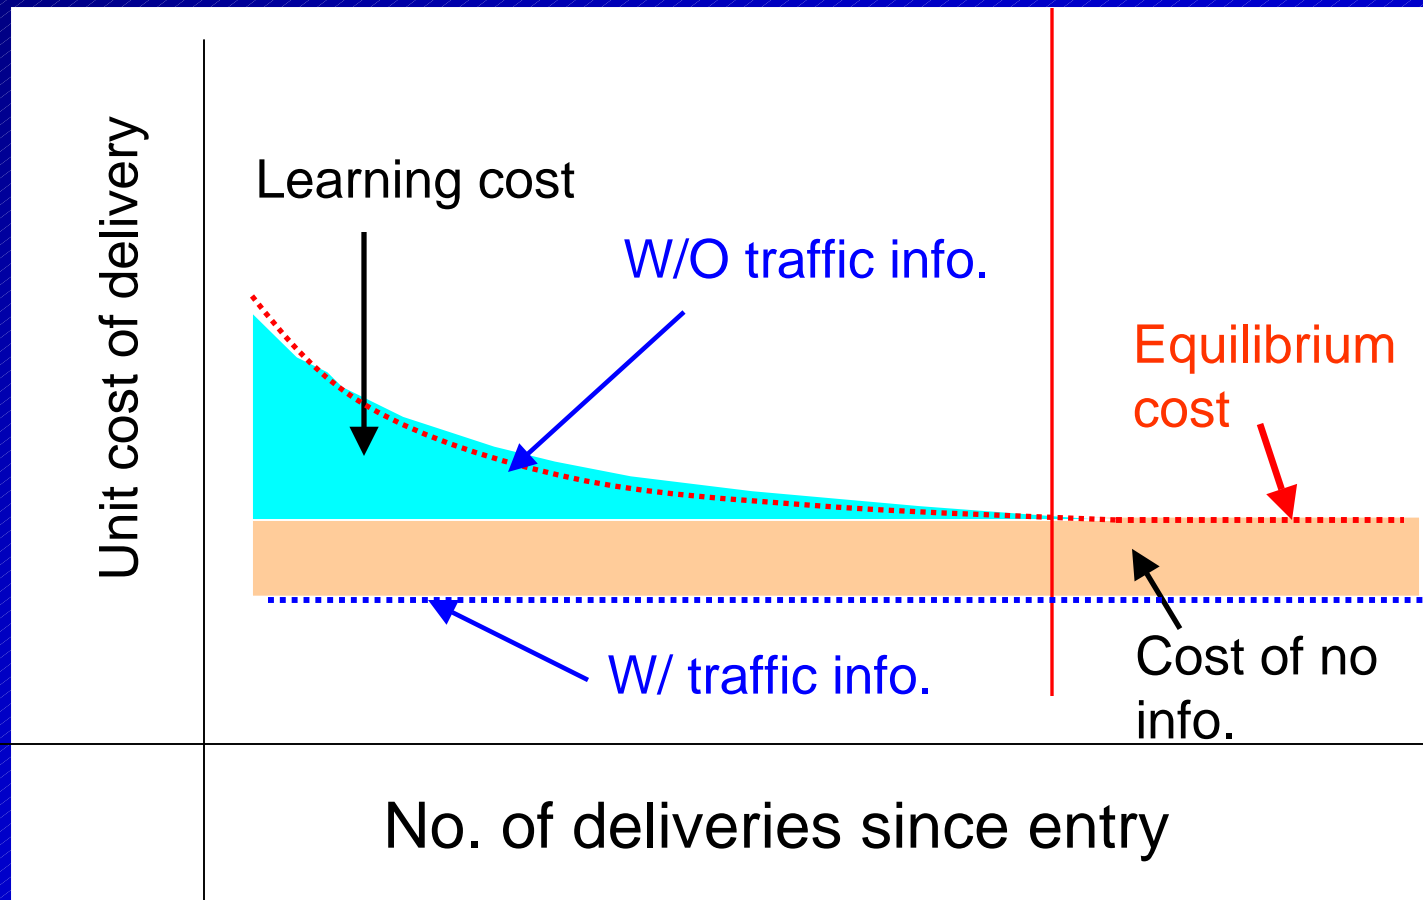 Unit cost of delivery
Learning cost
W/O traffic info.
Equilibrium
cost
W/ traffic info.
Cost of no
info.
No. of deliveries since entry